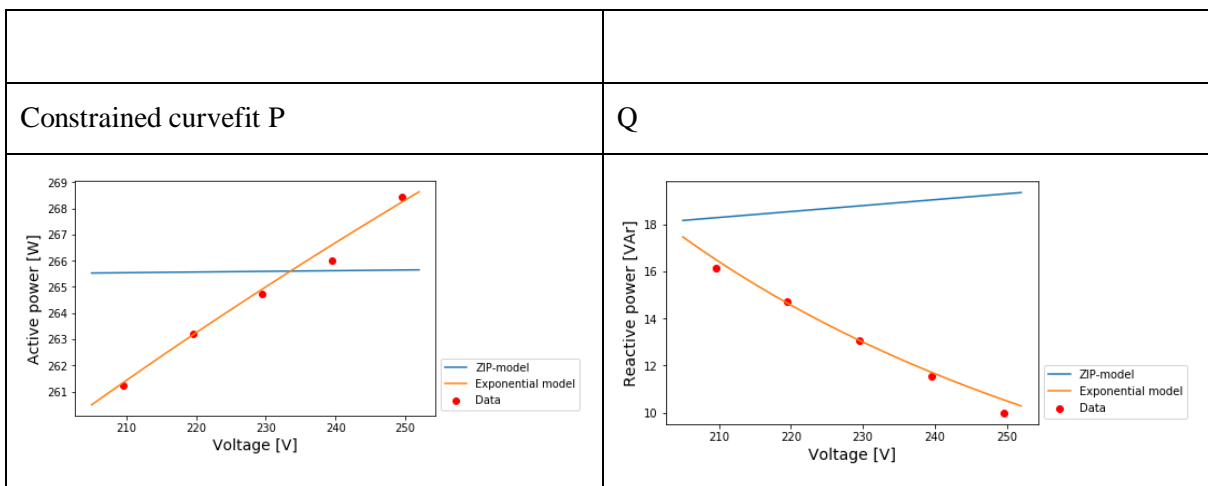 Constrained curvefit P
Q
269
268
267
266
265
264
263
262
261
Active power [W]
210 220 230 240 250
Voltage [V]
ZIP-model
Exponential model
Data
18
16
14
12
10
Reactive power [VAr]
210 220 230 240 250
Voltage [V]
ZIP-model
Exponential model
Data